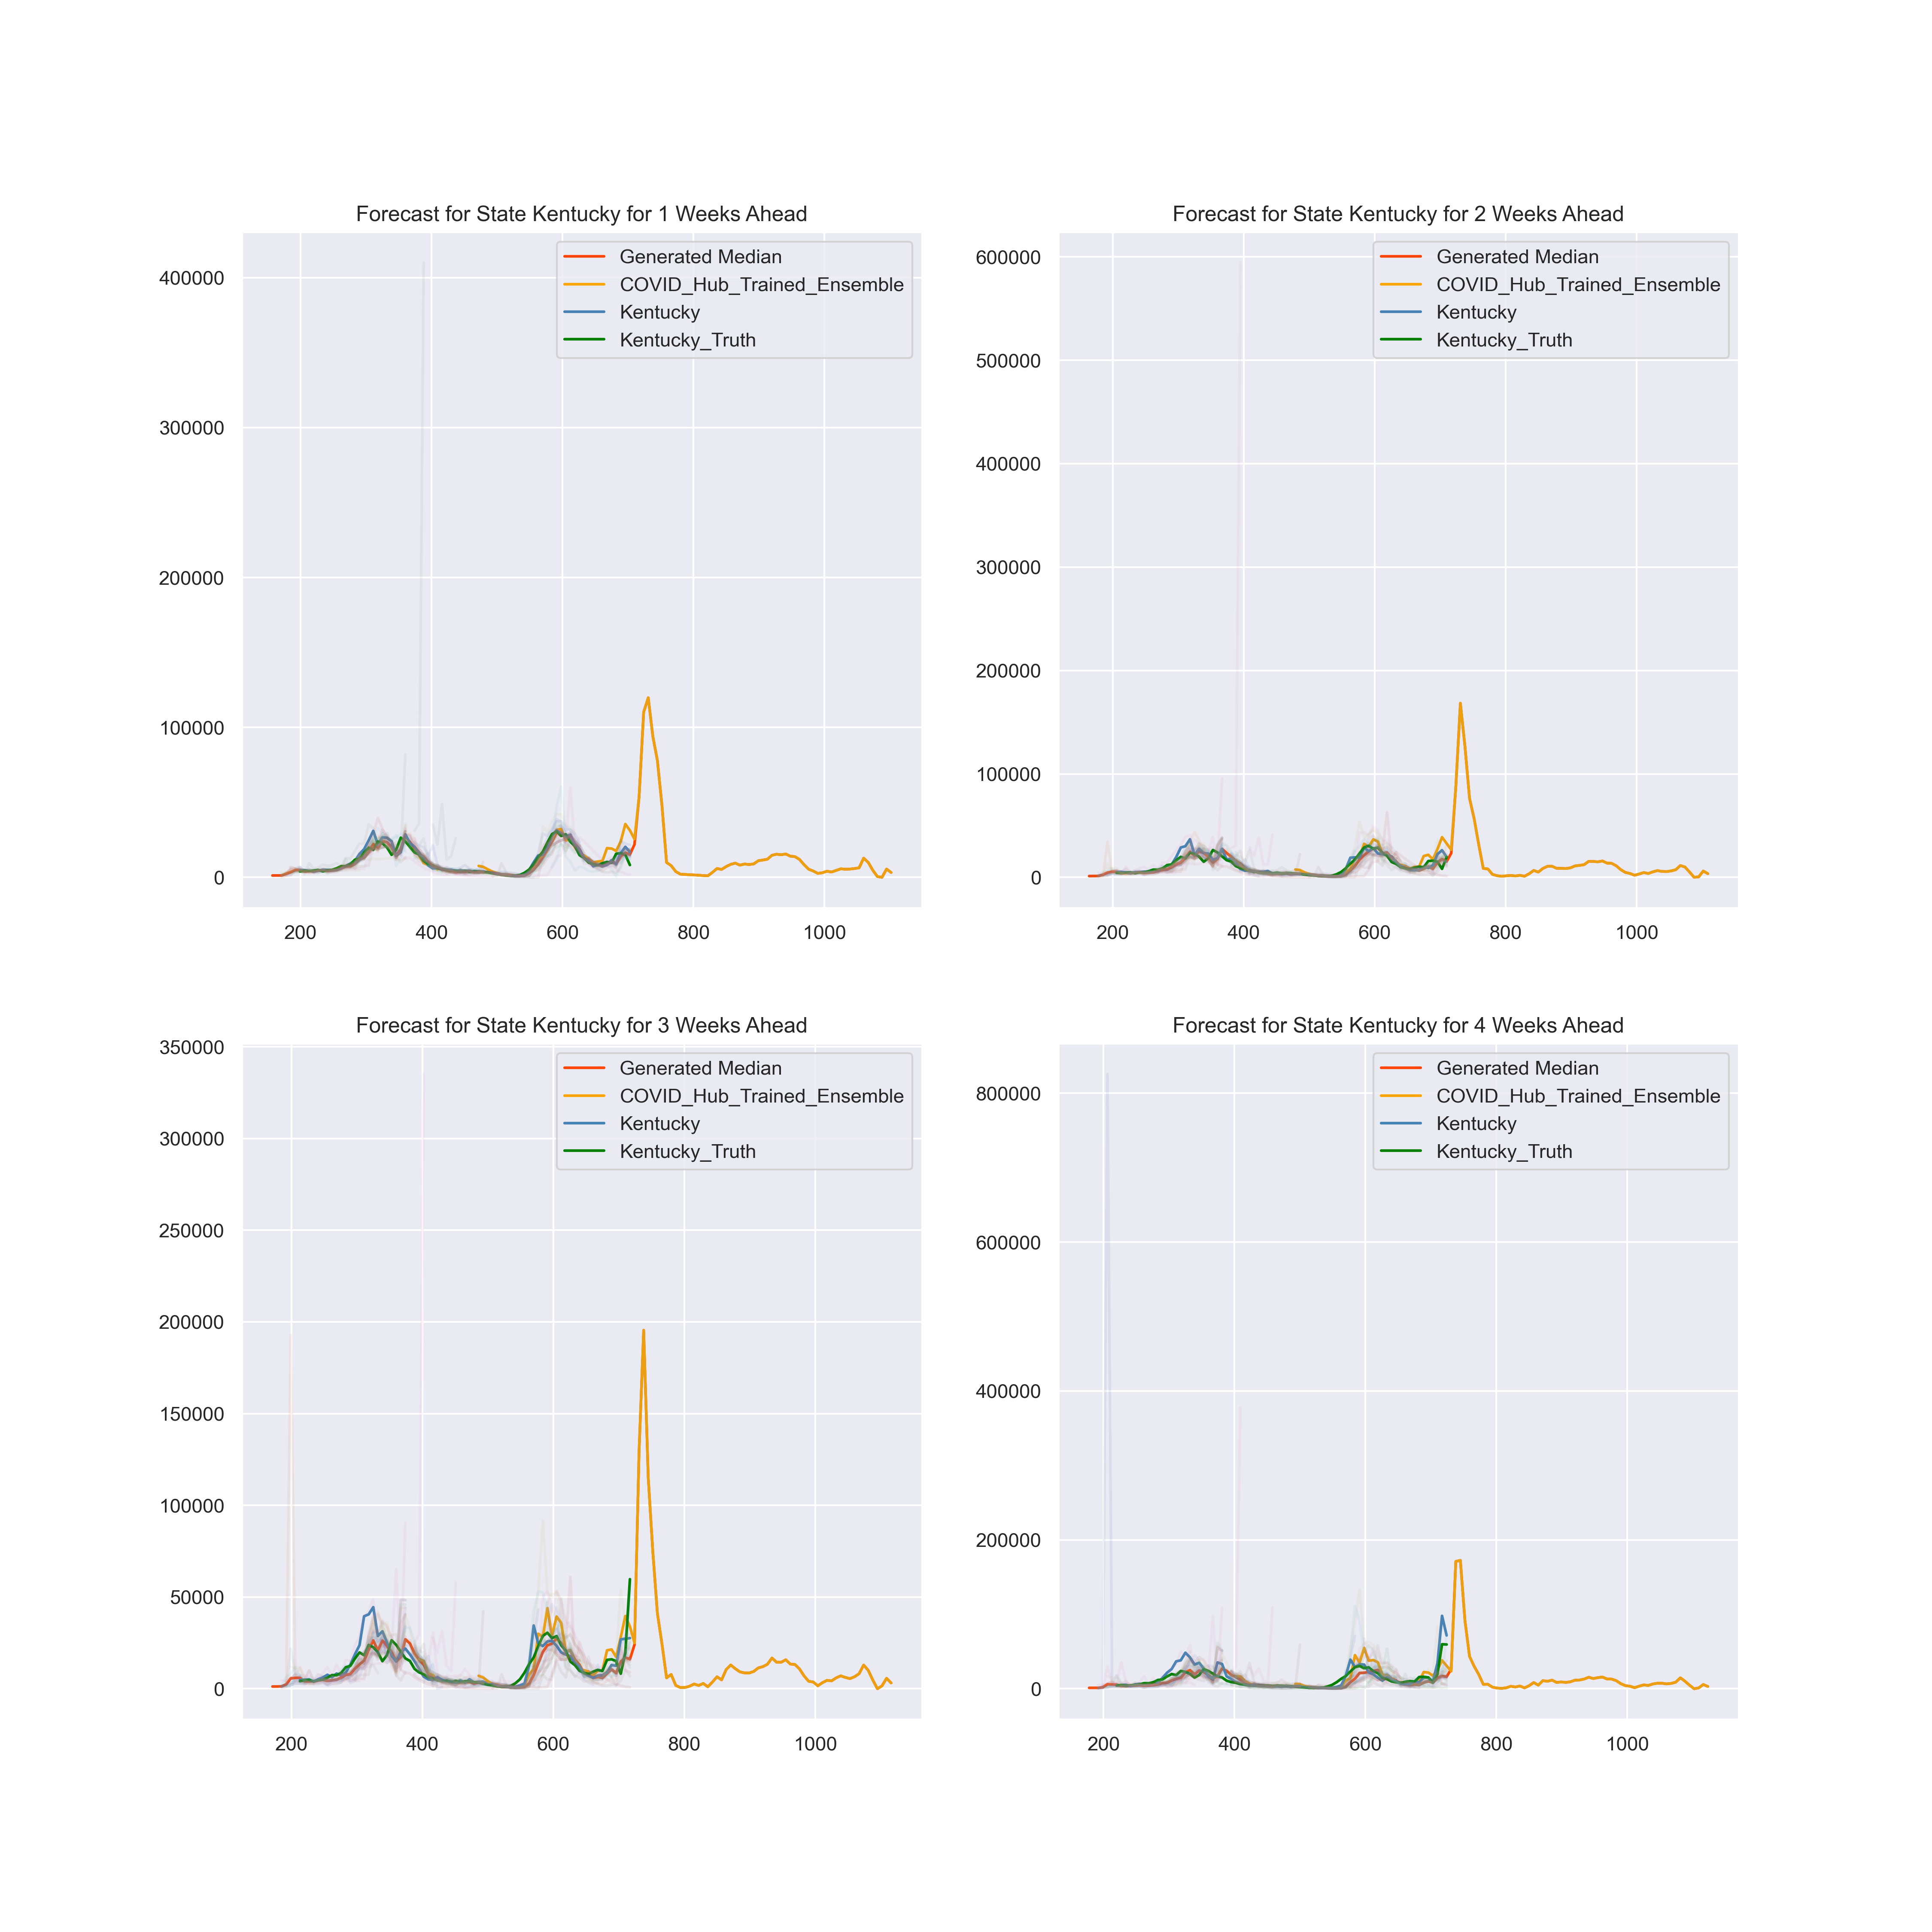 Forecast for State Kentucky for 1 Weeks Ahead
Generated Median
COVID_Hub_Trained_Ensemble
Kentucky
Kentucky_Truth
400000
300000
200000
100000
0
200 400 600 800 1000
Forecast for State Kentucky for 2 Weeks Ahead
Generated Median
COVID_Hub_Trained_Ensemble
Kentucky
Kentucky_Truth
600000
500000
400000
300000
200000
100000
0
200 400 600 800 1000
Forecast for State Kentucky for 3 Weeks Ahead
Generated Median
COVID_Hub_Trained_Ensemble
Kentucky
Kentucky_Truth
350000
300000
250000
200000
150000
100000
50000
0
200 400 600 800 1000
Forecast for State Kentucky for 4 Weeks Ahead
Generated Median
COVID_Hub_Trained_Ensemble
Kentucky
Kentucky_Truth
800000
600000
400000
200000
0
200 400 600 800 1000